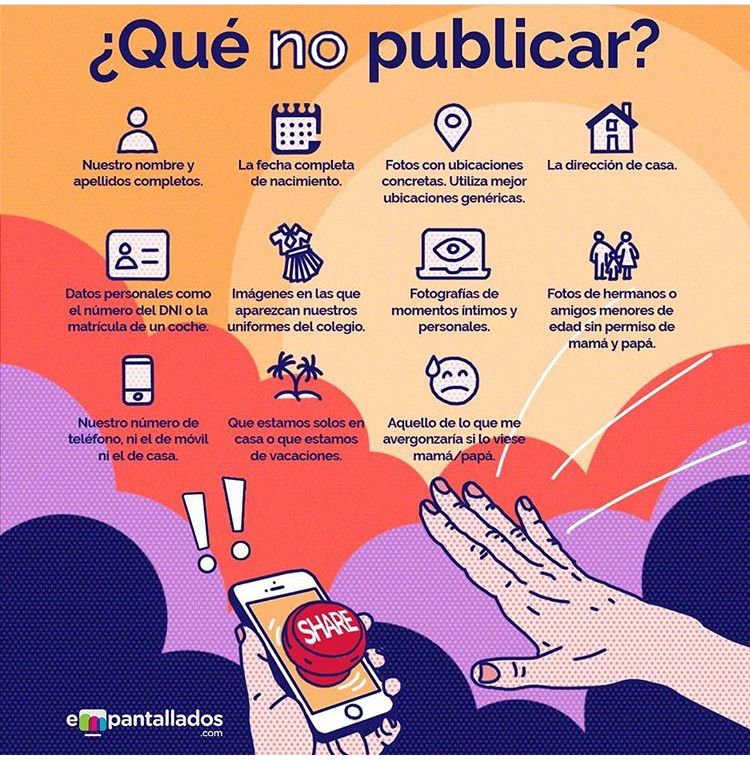 ¿Qué no publicar?
Nuestro nombre y
apellidos completos.
La fecha completa
de nacimiento.
Fotos con ubicaciones
concretas. Utiliza mejor
ubicaciones genéricas.
La dirección de casa.
Datos personales como
el número del DNI o la
matrícula de un coche.
Imágenes en las que
aparezcan nuestros
uniformes del colegio.
Fotografías de
momentos íntimos y
personales.
Fotos de hermanos o
amigos menores de
edad sin permiso de
mamá y papá.
Nuestro número de
teléfono, ni el de móvil
ni el de casa.
Que estamos solos en
casa o que estamos
de vacaciones.
Aquello de lo que me
avergonzaría si lo viese
mamá/papá.
!!
SHARE
empantallados
.com